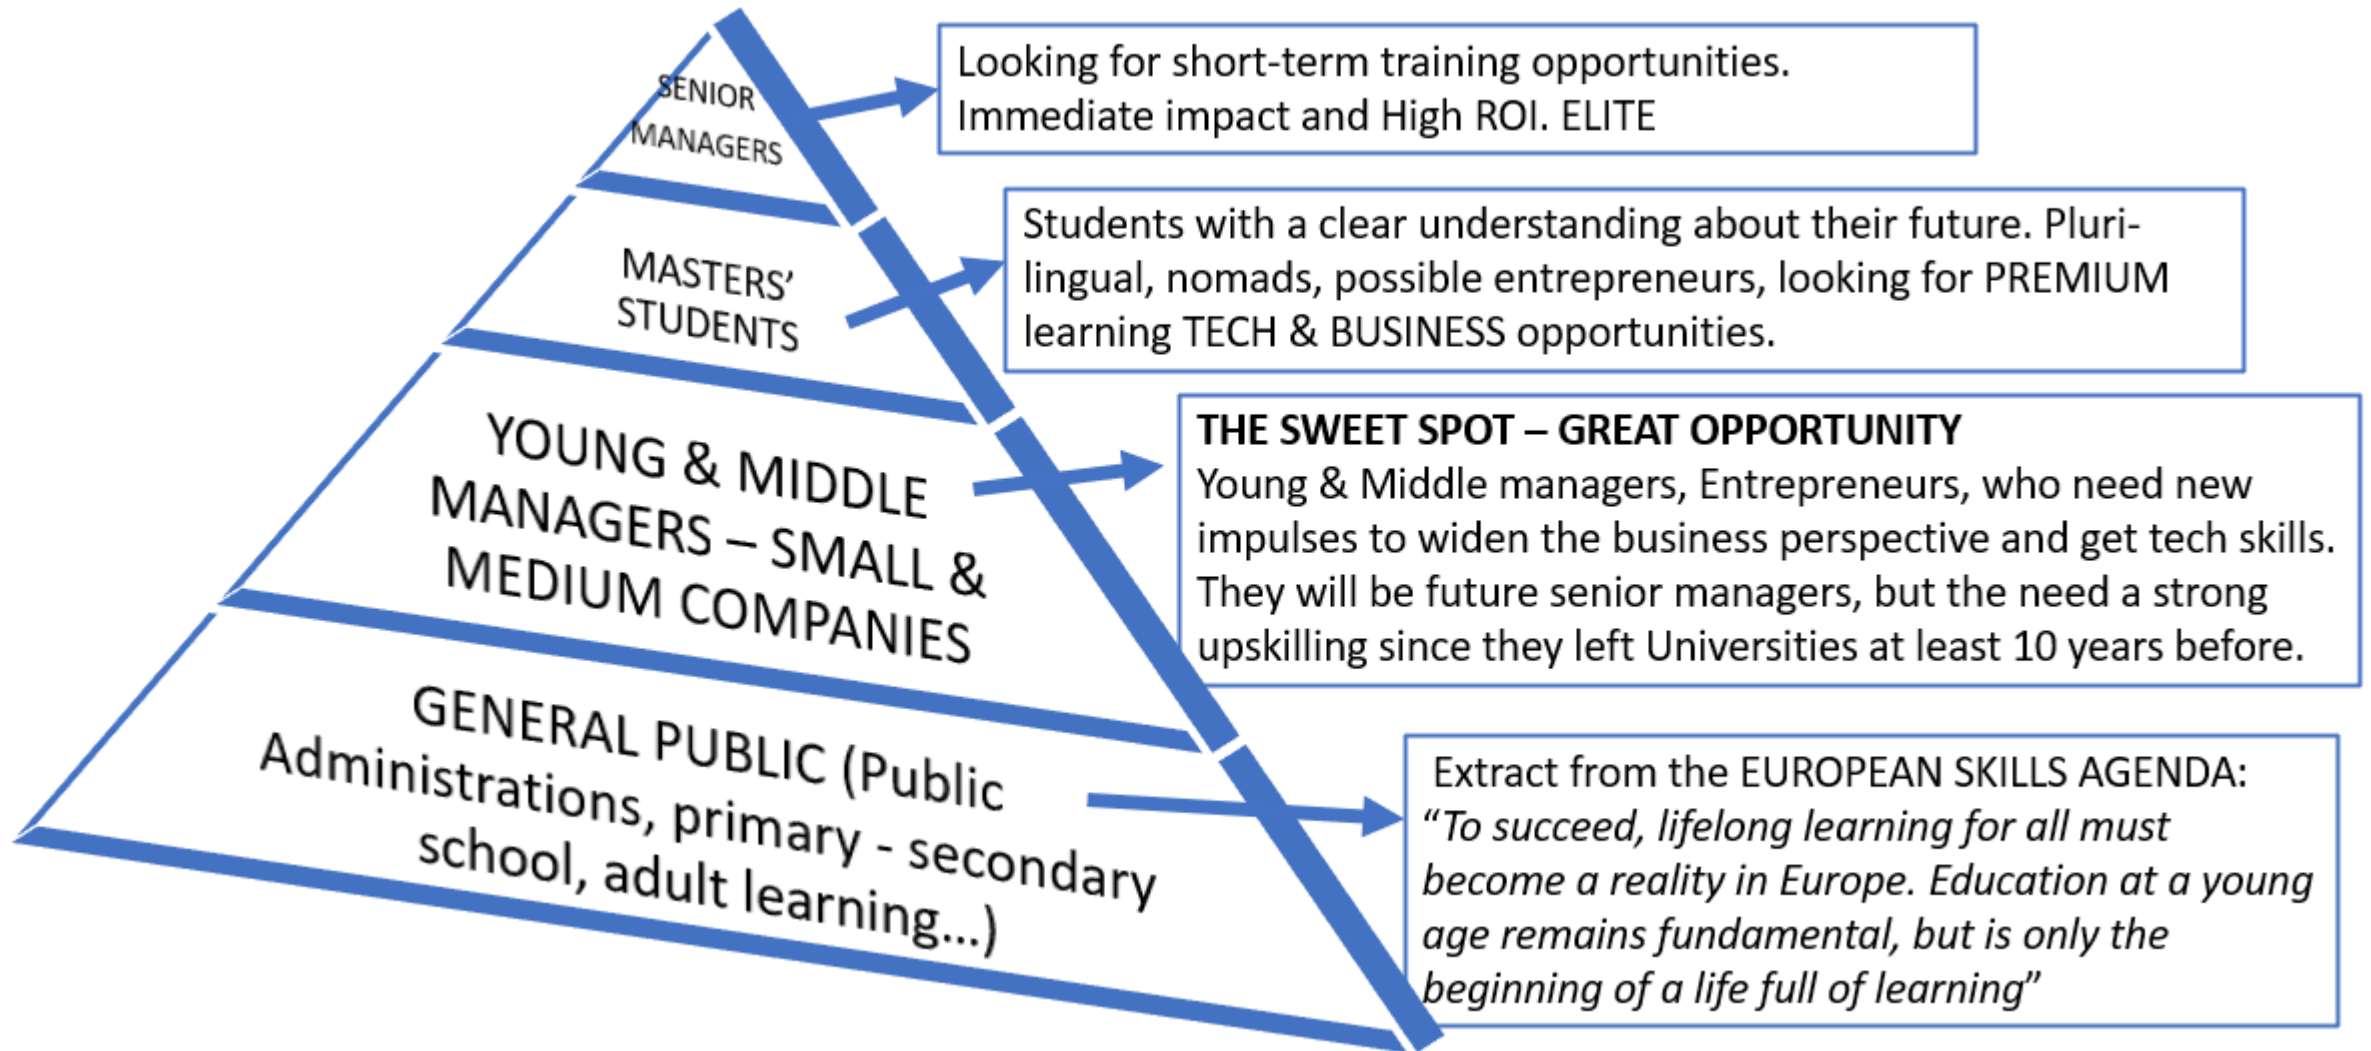 SENIOR
MANAGERS
Looking for short-term training opportunities.
Immediate impact and High ROI. ELITE
MASTERS’
STUDENTS
Students with a clear understanding about their future. Pluri-
lingual, nomads, possible entrepreneurs, looking for PREMIUM
learning TECH & BUSINESS opportunities.
YOUNG & MIDDLE
MANAGERS – SMALL &
MEDIUM COMPANIES
THE SWEET SPOT – GREAT OPPORTUNITY
Young & Middle managers, Entrepreneurs, who need new
impulses to widen the business perspective and get tech skills.
They will be future senior managers, but the need a strong
upskilling since they left Universities at least 10 years before.
GENERAL PUBLIC (Public
Administrations, primary - secondary
school, adult learning...)
Extract from the EUROPEAN SKILLS AGENDA:
“To succeed, lifelong learning for all must
become a reality in Europe. Education at a young
age remains fundamental, but is only the
beginning of a life full of learning”